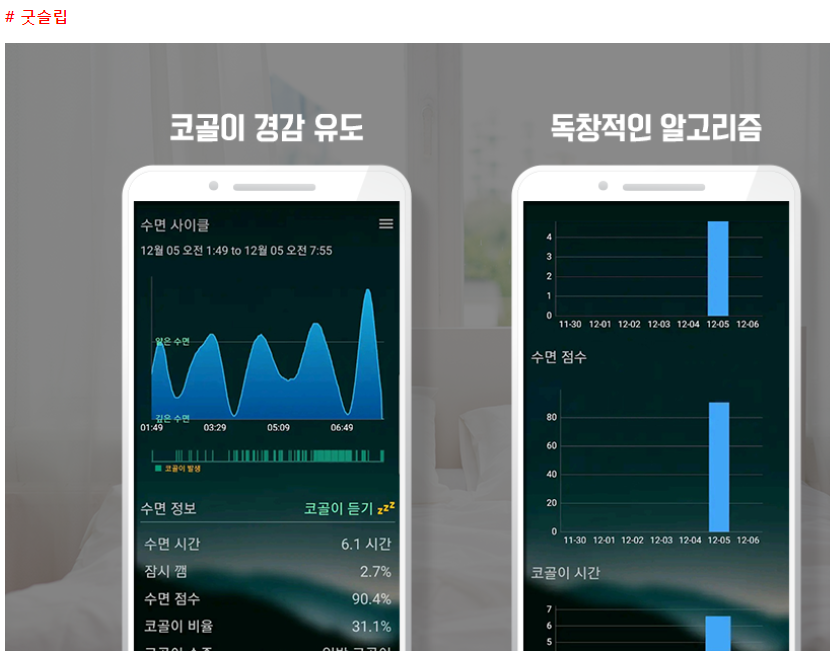 # 굿슬립
코골이 경감 유도
독창적인 알고리즘
수면 사이클
12월 05 오전 1:49 to 12월 05 오전 7:55
얕은 수면
깊은 수면
01:49 03:29 05:09 06:49
코골이 발생
수면 정보 코골이 듣기 zzZ
수면 시간 6.1 시간
잠시 깸 2.7%
수면 점수 90.4%
코골이 비율 31.1%
4
3
2
1
0
11-30 12-01 12-02 12-03 12-04 12-05 12-06
수면 점수
80
60
40
20
0
11-30 12-01 12-02 12-03 12-04 12-05 12-06
코골이 시간
7
6
5